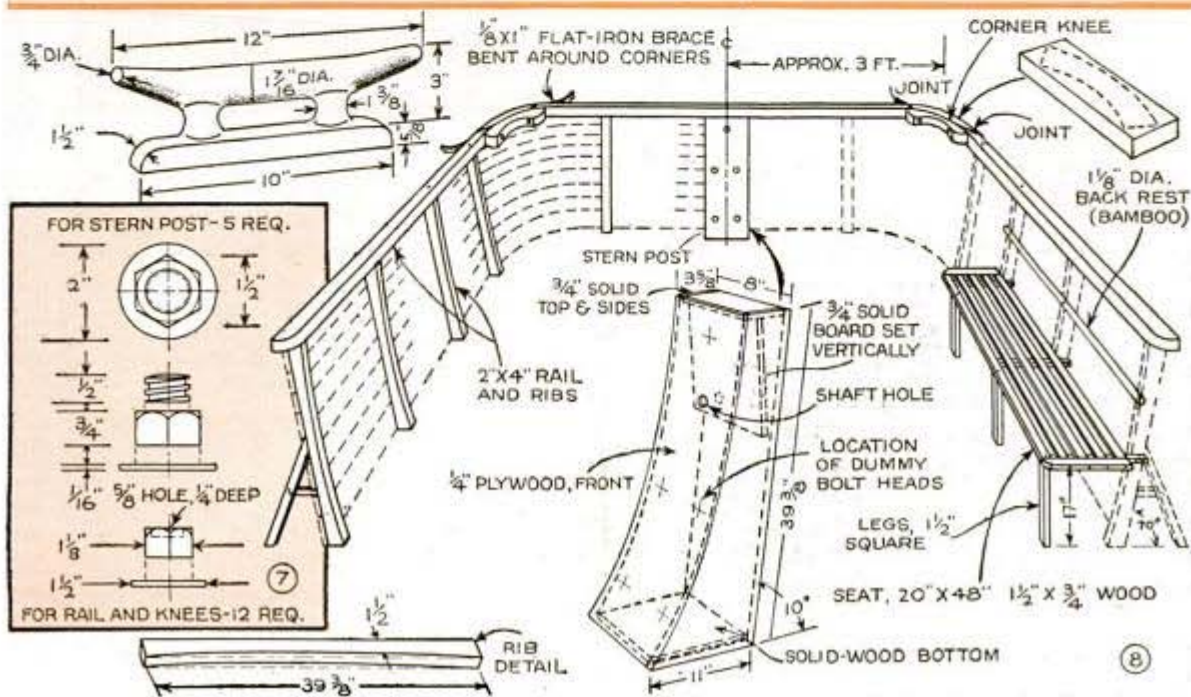 12"
3/4" DIA.
1 7/16" DIA.
3"
1 3/8"
5/8"
1 1/2"
10"
1/8 X 1" FLAT-IRON BRACE
BENT AROUND CORNERS
APPROX. 3 FT.
CORNER KNEE
JOINT
JOINT
1 1/8" DIA.
BACK REST
(BAMBOO)
FOR STERN POST-5 REQ.
2"
1 1/2"
1/2"
3/4"
1/16"
5/8" HOLE, 1/4" DEEP
1 1/8"
1 1/2"
7
FOR RAIL AND KNEES-12 REQ.
2"X4" RAIL
AND RIBS
STERN POST
3/4" SOLID
TOP & SIDES
3 5/8"
8"
3/4" SOLID
BOARD SET
VERTICALLY
SHAFT HOLE
LOCATION
OF DUMMY
BOLT HEADS
1/4" PLYWOOD, FRONT
39 3/8"
10°
SOLID-WOOD BOTTOM
11"
LEGS, 1 1/2"
SQUARE
17"
70°
SEAT, 20"X48" 1 1/2" X 3/4" WOOD
1 1/2"
RIB
DETAIL
39 3/8"
8